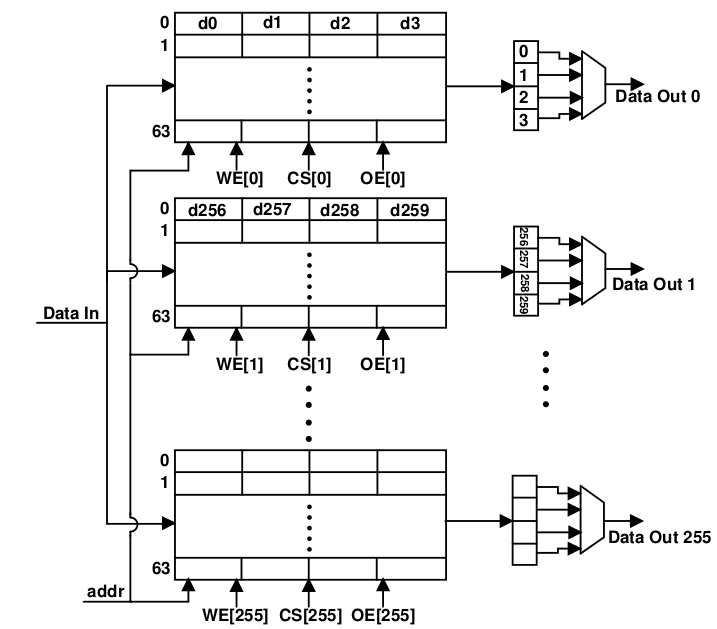 0 d0 d1 d2 d3
1
63
WE[0] CS[0] OE[0]
0
1
2
3
Data Out 0
0 d256 d257 d258 d259
1
63
WE[1] CS[1] OE[1]
256
257
258
259
Data Out 1
Data In
0
1
63
WE[255] CS[255] OE[255]
Data Out 255
addr